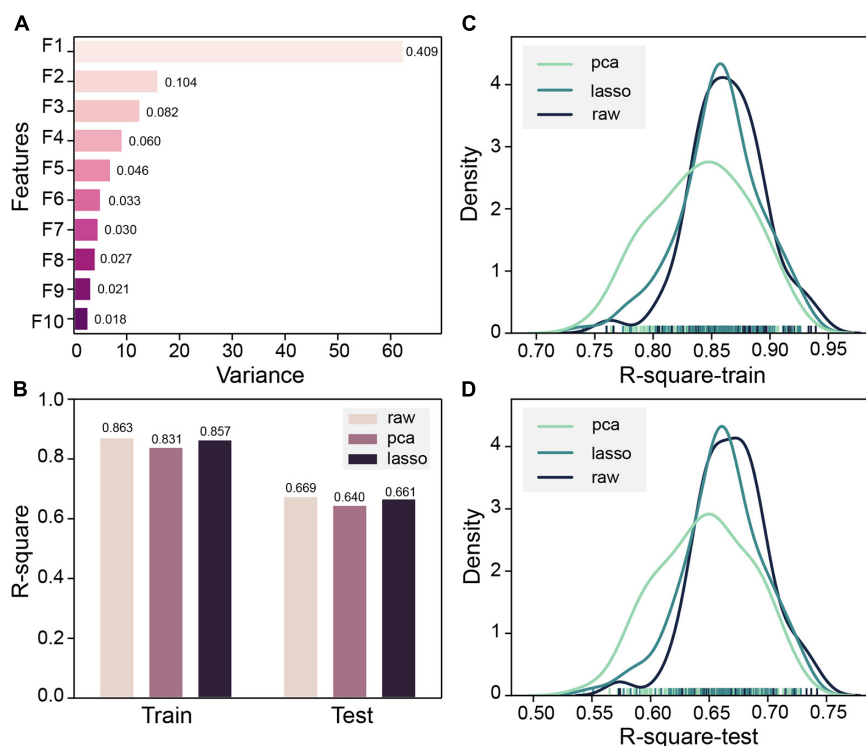 A
F1
0.409
F2
0.104
F3
0.082
F4
0.060
F5
0.046
F6
0.033
F7
0.030
F8
0.027
F9
0.021
F10
0.018
Features
0 10 20 30 40 50 60
Variance
B
1.0
0.8
0.6
0.4
0.2
0.0
R-square
raw
pca
lasso
0.863
0.831
0.857
0.669
0.640
0.661
Train Test
C
pca
lasso
raw
4
3
2
1
0
Density
0.70 0.75 0.80 0.85 0.90 0.95
R-square-train
D
pca
lasso
raw
4
3
2
1
0
Density
0.50 0.55 0.60 0.65 0.70 0.75
R-square-test